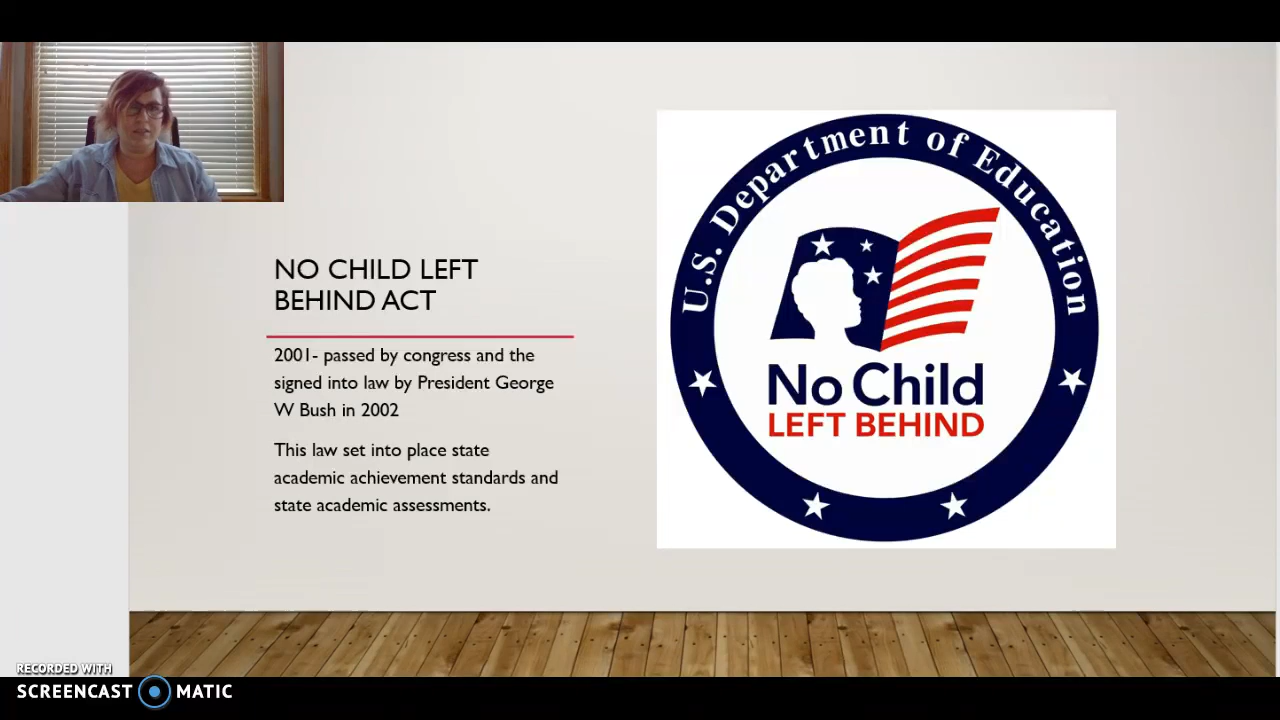 NO CHILD LEFT
BEHIND ACT
2001- passed by congress and the
signed into law by President George
W Bush in 2002
This law set into place state
academic achievement standards and
state academic assessments.
U.S. Department of Education
No Child
LEFT BEHIND
RECORDED WITH
SCREENCAST MATIC